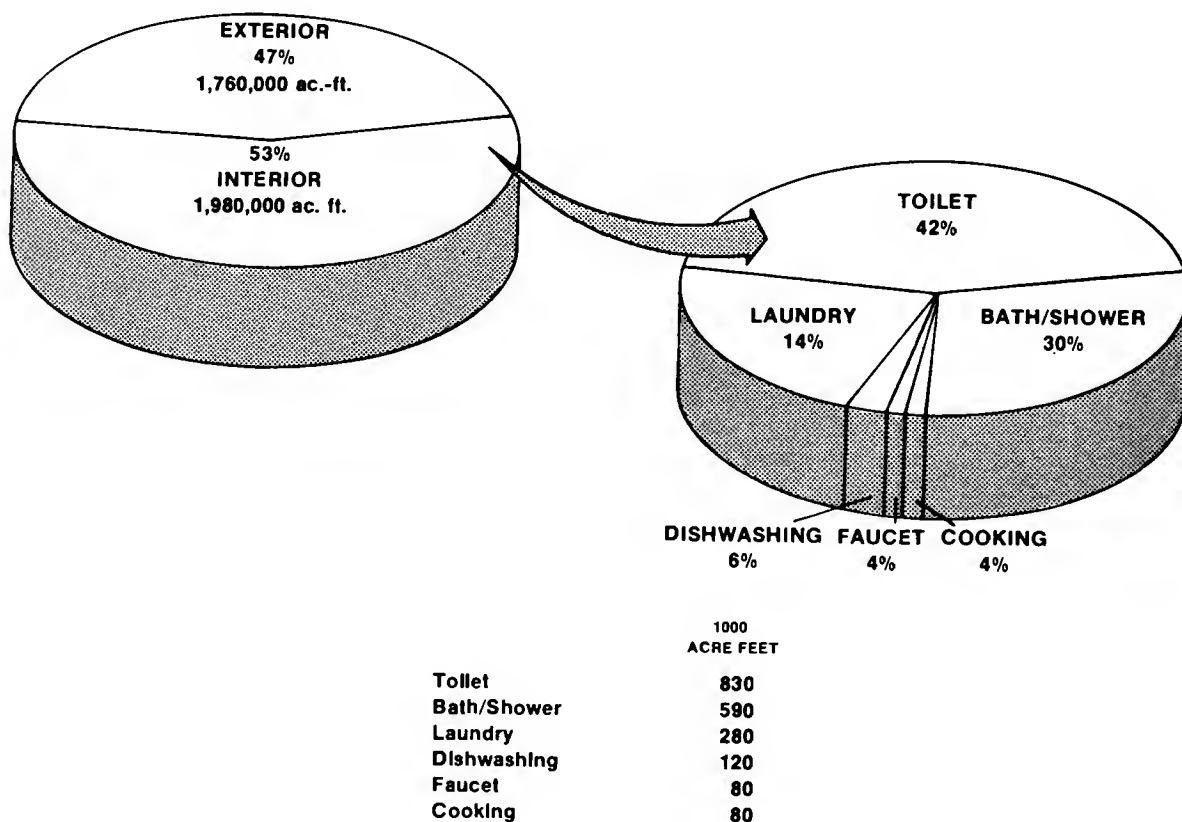 EXTERIOR
47%
1,760,000 ac.-ft.
53%
INTERIOR
1,980,000 ac. ft.
TOILET
42%
LAUNDRY
14%
BATH/SHOWER
30%
DISHWASHING
6%
FAUCET
4%
COOKING
4%
1000
ACRE FEET
Toilet 830
Bath/Shower 590
Laundry 280
Dishwashing 120
Faucet 80
Cooking 80